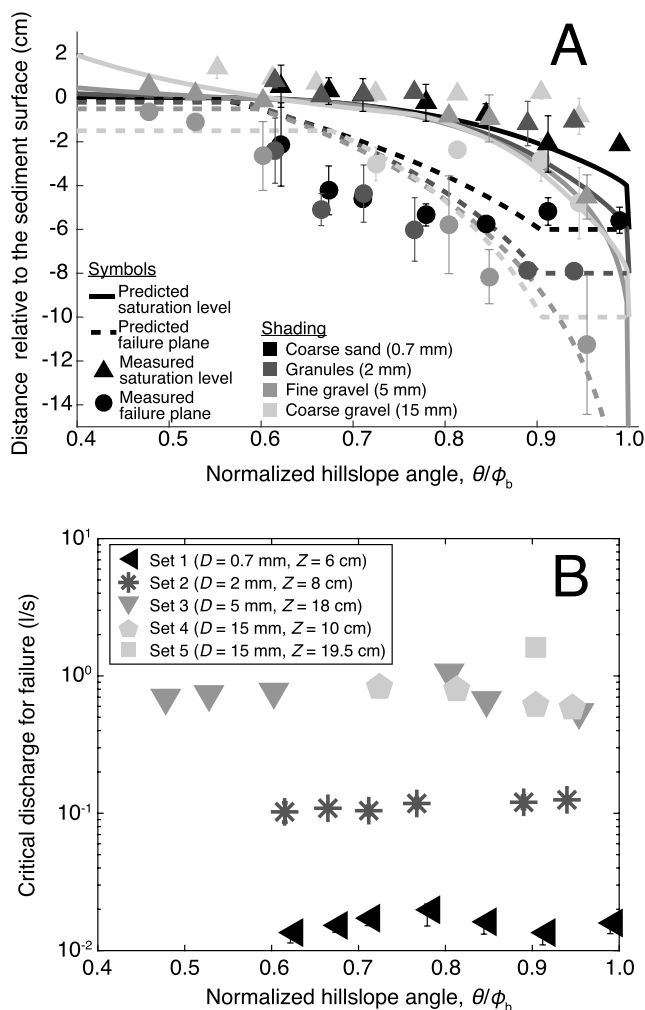 A
Distance relative to the sediment surface (cm)
2
0
-2
-4
-6
-8
-10
-12
-14
Symbols
Predicted
saturation level
Predicted
failure plane
Measured
saturation level
Measured
failure plane
Shading
Coarse sand (0.7 mm)
Granules (2 mm)
Fine gravel (5 mm)
Coarse gravel (15 mm)
0.4
0.5
0.6
0.7
0.8
0.9
1.0
Normalized hillslope angle, θ/ϕb
B
Critical discharge for failure (l/s)
10¹
10⁰
10⁻¹
10⁻²
Set 1 (D = 0.7 mm, Z = 6 cm)
Set 2 (D = 2 mm, Z = 8 cm)
Set 3 (D = 5 mm, Z = 18 cm)
Set 4 (D = 15 mm, Z = 10 cm)
Set 5 (D = 15 mm, Z = 19.5 cm)
0.4
0.5
0.6
0.7
0.8
0.9
1.0
Normalized hillslope angle, θ/ϕb